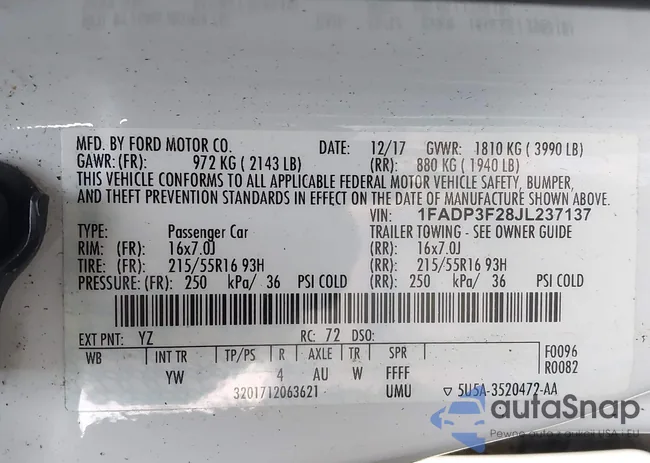 MFD. BY FORD MOTOR CO. DATE: 12/17 GVWR: 1810 KG ( 3990 LB)
GAWR: (FR): 972 KG ( 2143 LB) (RR): 880 KG ( 1940 LB)
THIS VEHICLE CONFORMS TO ALL APPLICABLE FEDERAL MOTOR VEHICLE SAFETY, BUMPER,
AND THEFT PREVENTION STANDARDS IN EFFECT ON THE DATE OF MANUFACTURE SHOWN ABOVE.
VIN: 1FADP3F28JL237137
TYPE: Passenger Car TRAILER TOWING - SEE OWNER GUIDE
RIM: (FR): 16x7.0J (RR): 16x7.0J
TIRE: (FR): 215/55R16 93H (RR): 215/55R16 93H
PRESSURE: (FR): 250 kPa/ 36 PSI COLD (RR): 250 kPa/ 36 PSI COLD
EXT PNT: YZ RC: 72 DSO:
WB INT TR TP/PS R AXLE TR SPR F0096
R0082
YW 4 AU W FFFF
3201712063621 UMU ▽ 5U5A-3520472-AA
autoSnap
Pewne auto z USA i EU